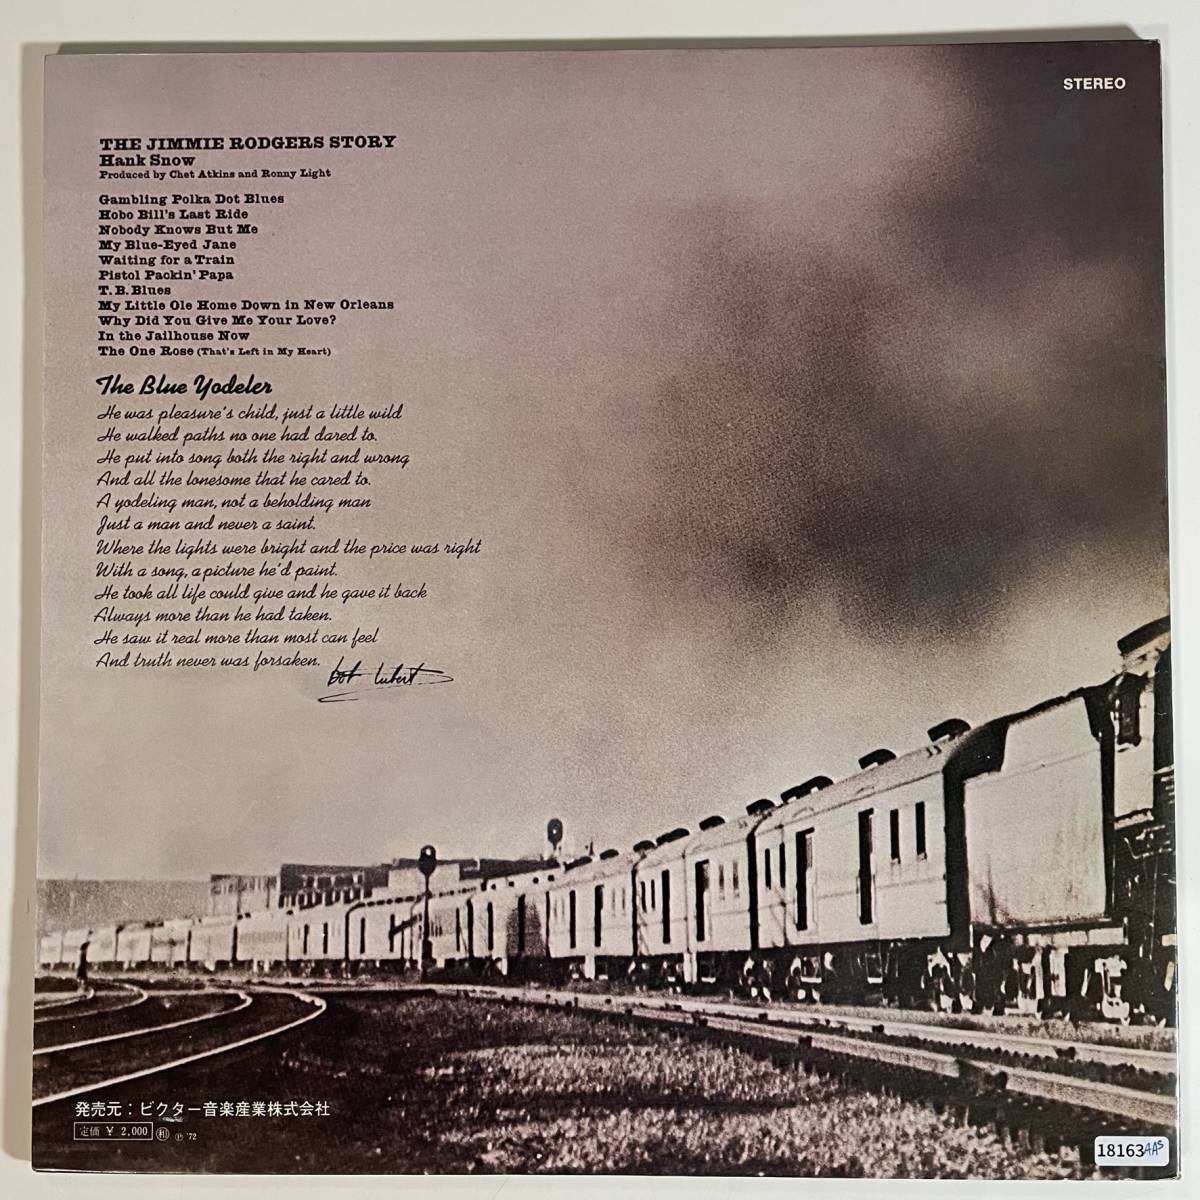 STEREO
THE JIMMIE RODGERS STORY
Hank Snow
Produced by Chet Atkins and Ronny Light
Gambling Polka Dot Blues
Hobo Bill's Last Ride
Nobody Knows But Me
My Blue-Eyed Jane
Waiting for a Train
Pistol Packin' Papa
T. B. Blues
My Little Ole Home Down in New Orleans
Why Did You Give Me Your Love?
In the Jailhouse Now
The One Rose (That's Left in My Heart)
The Blue Yodeler
He was pleasure's child, just a little wild
He walked paths no one had dared to.
He put into song both the right and wrong
And all the lonesome that he cared to.
A yodeling man, not a beholding man
Just a man and never a saint.
Where the lights were bright and the price was right
With a song, a picture he'd paint.
He took all life could give and he gave it back
Always more than he had taken.
He saw it real more than most can feel
And truth never was forsaken.
発売元：ビクター音楽産業株式会社
定価 ¥ 2,000 和 ℗ '72
18163 AAS